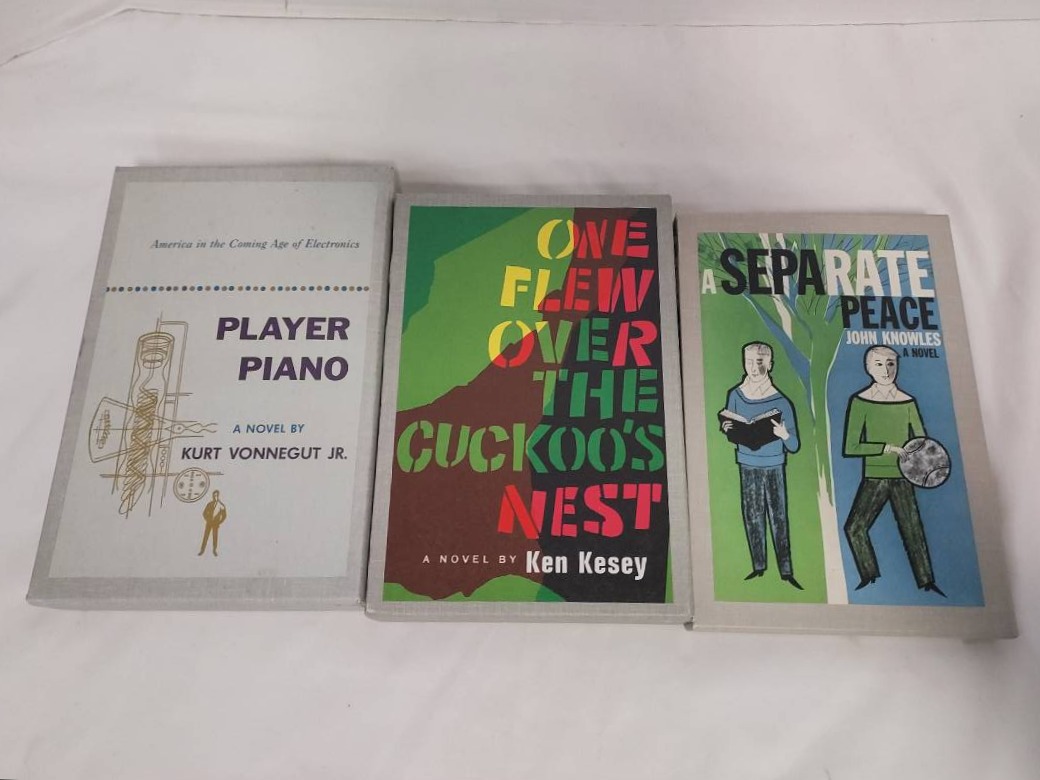 America in the Coming Age of Electronics
PLAYER
PIANO
A NOVEL BY
KURT VONNEGUT JR.
ONE
FLEW
OVER
THE
CUCKOO'S
NEST
A NOVEL BY Ken Kesey
A SEPARATE
PEACE
JOHN KNOWLES
A NOVEL